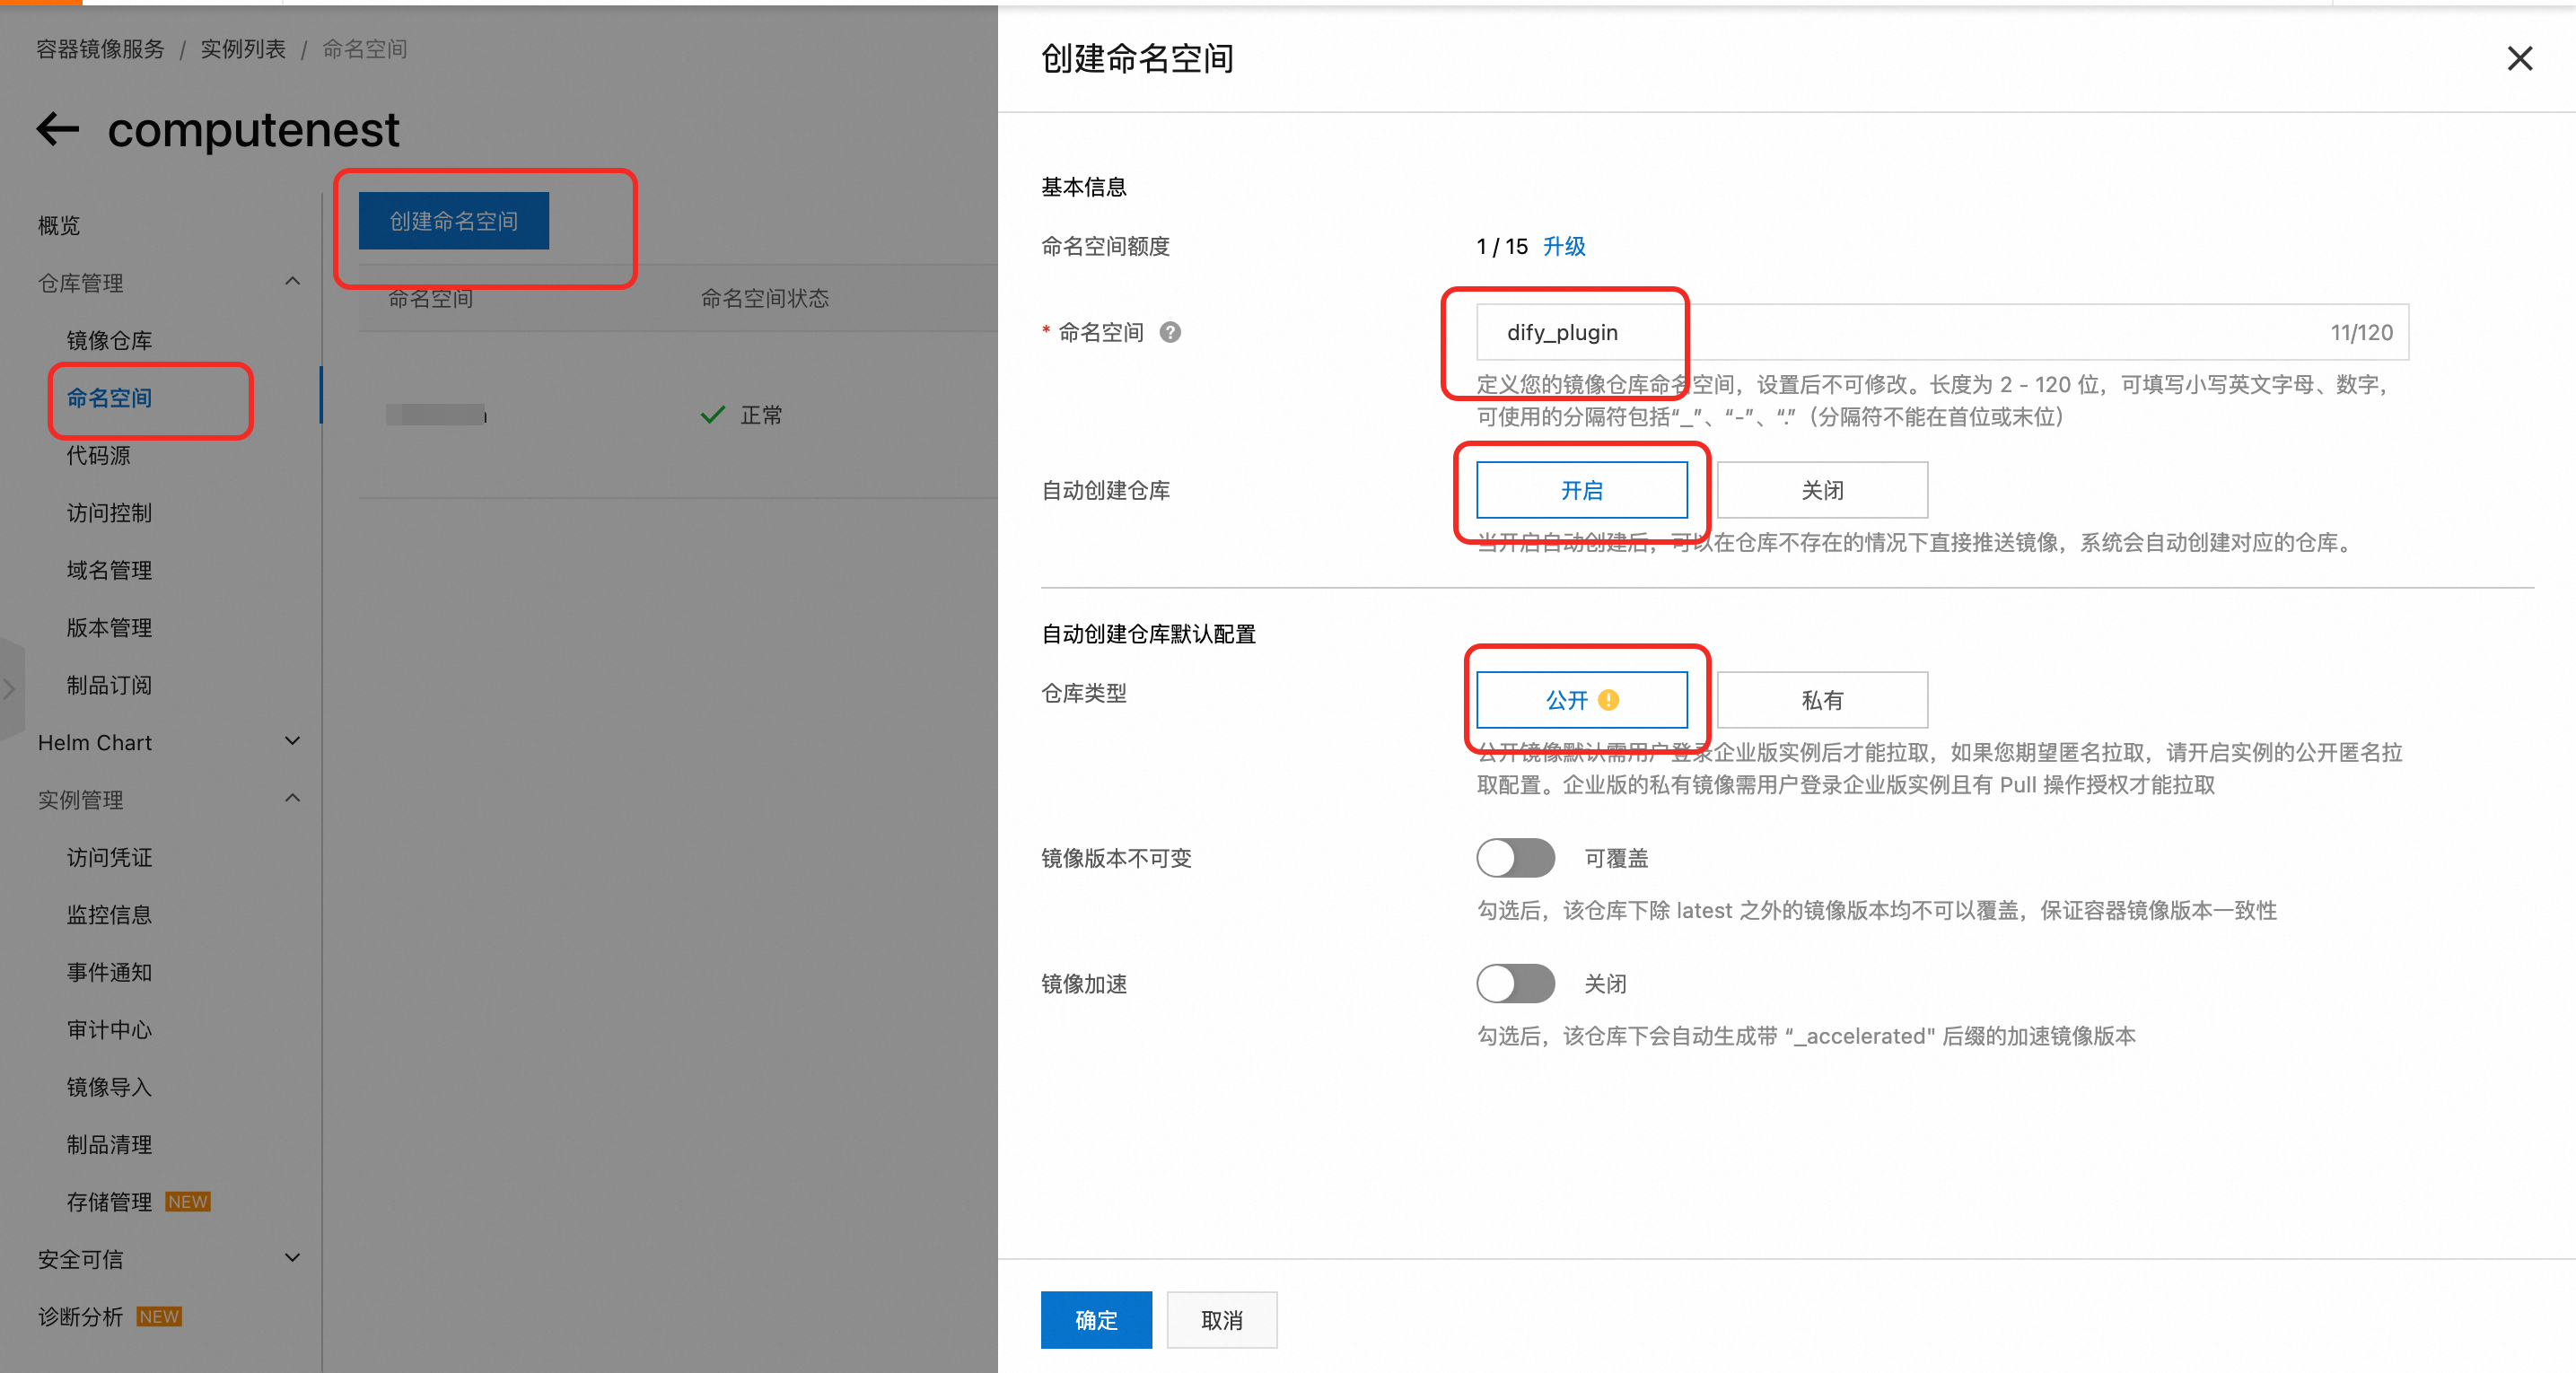 容器镜像服务 / 实例列表 / 命名空间
computenest
概览
仓库管理
镜像仓库
命名空间
代码源
访问控制
域名管理
版本管理
制品订阅
Helm Chart
实例管理
访问凭证
监控信息
事件通知
审计中心
镜像导入
制品清理
存储管理 NEW
安全可信
诊断分析 NEW
创建命名空间
命名空间 命名空间状态
正常
创建命名空间
基本信息
命名空间额度 1 / 15 升级
* 命名空间 ? dify_plugin 11/120
定义您的镜像仓库命名空间，设置后不可修改。长度为 2 - 120 位，可填写小写英文字母、数字，
可使用的分隔符包括“_”、“-”、“.”（分隔符不能在首位或末位）
自动创建仓库 开启 关闭
当开启自动创建后，可以在仓库不存在的情况下直接推送镜像，系统会自动创建对应的仓库。
自动创建仓库默认配置
仓库类型 公开 私有
公开镜像默认需用户登录企业版实例后才能拉取，如果您期望匿名拉取，请开启实例的公开匿名拉
取配置。企业版的私有镜像需用户登录企业版实例且有 Pull 操作授权才能拉取
镜像版本不可变 可覆盖
勾选后，该仓库下除 latest 之外的镜像版本均不可以覆盖，保证容器镜像版本一致性
镜像加速 关闭
勾选后，该仓库下会自动生成带 “_accelerated" 后缀的加速镜像版本
确定 取消